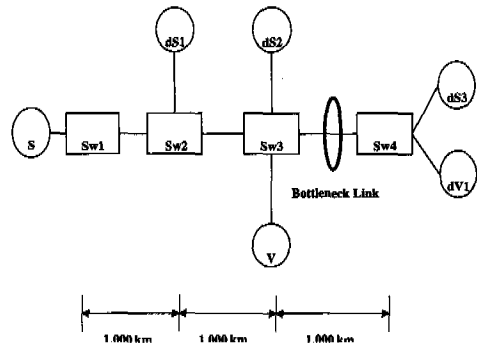 dS1
dS2
dS3
S
Sw1
Sw2
Sw3
Sw4
Bottleneck Link
dV1
V
1,000 km
1,000 km
1,000 km